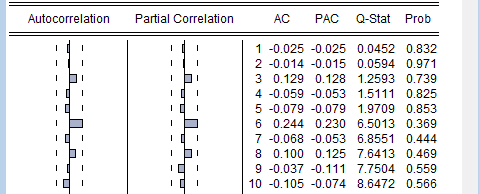 Autocorrelation Partial Correlation AC PAC Q-Stat Prob
1 -0.025 -0.025 0.0452 0.832
2 -0.014 -0.015 0.0594 0.971
3 0.129 0.128 1.2593 0.739
4 -0.059 -0.053 1.5111 0.825
5 -0.079 -0.079 1.9709 0.853
6 0.244 0.230 6.5013 0.369
7 -0.068 -0.053 6.8551 0.444
8 0.100 0.125 7.6413 0.469
9 -0.037 -0.111 7.7504 0.559
10 -0.105 -0.074 8.6472 0.566